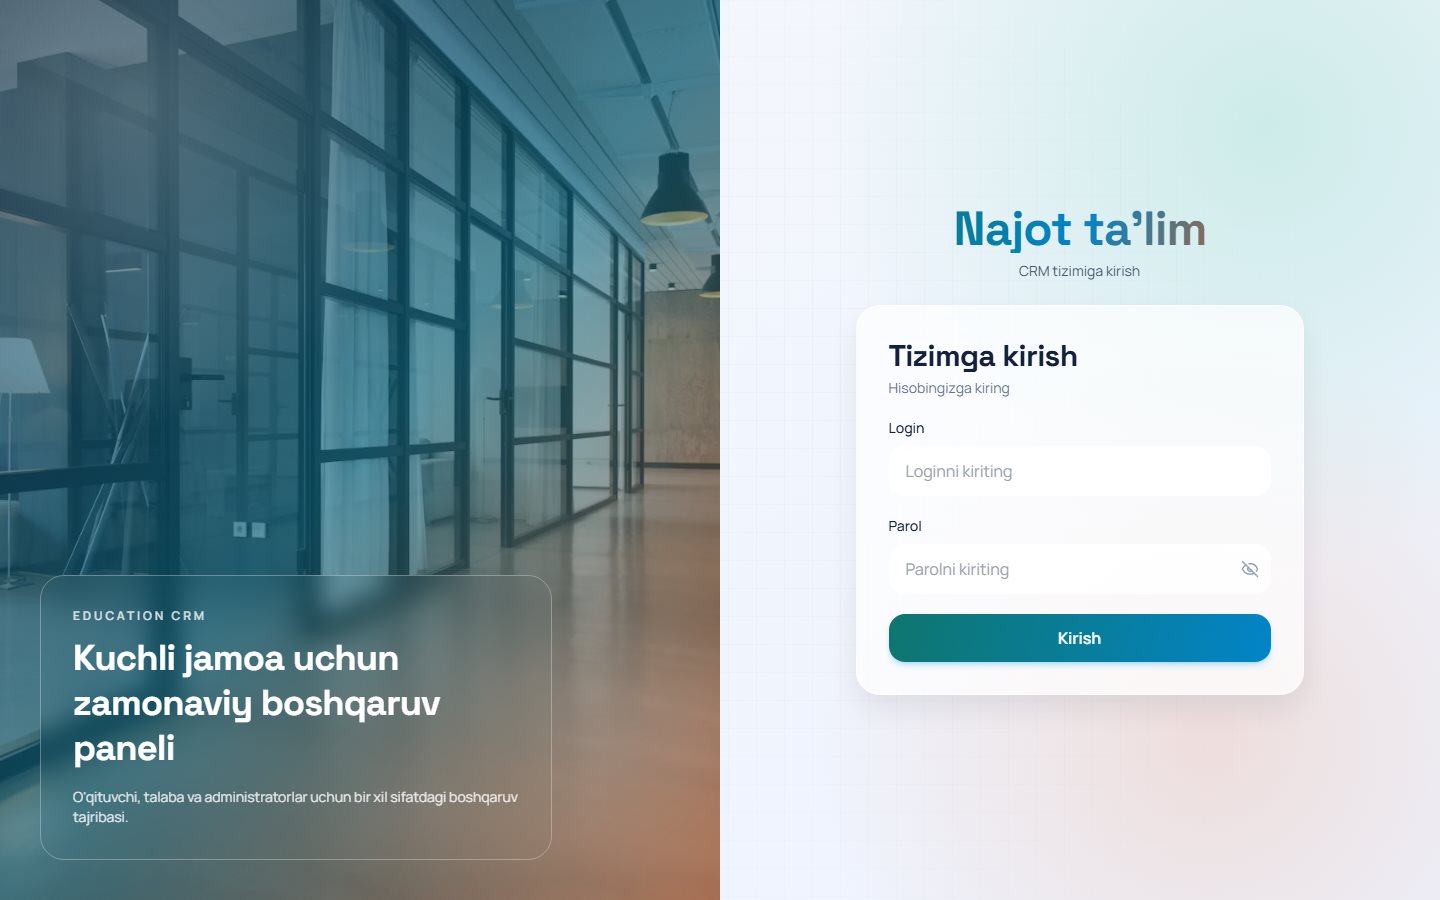 EDUCATION CRM
Kuchli jamoa uchun
zamonaviy boshqaruv
paneli
O'qituvchi, talaba va administratorlar uchun bir xil sifatdagi boshqaruv
tajribasi.
Najot ta’lim
CRM tizimiga kirish
Tizimga kirish
Hisobingizga kiring
Login
Loginni kiriting
Parol
Parolni kiriting
Kirish